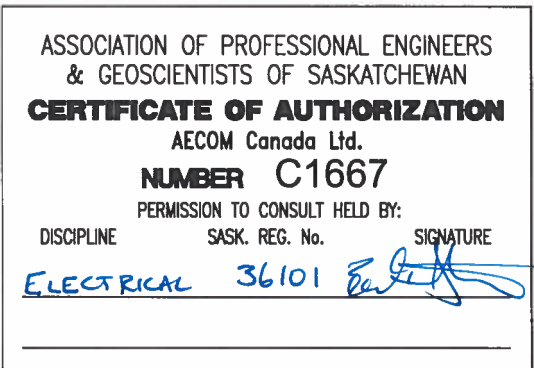 ASSOCIATION OF PROFESSIONAL ENGINEERS
& GEOSCIENTISTS OF SASKATCHEWAN
CERTIFICATE OF AUTHORIZATION
AECOM Canada Ltd.
NUMBER C1667
PERMISSION TO CONSULT HELD BY:
DISCIPLINE SASK. REG. No. SIGNATURE
ELECTRICAL 36101